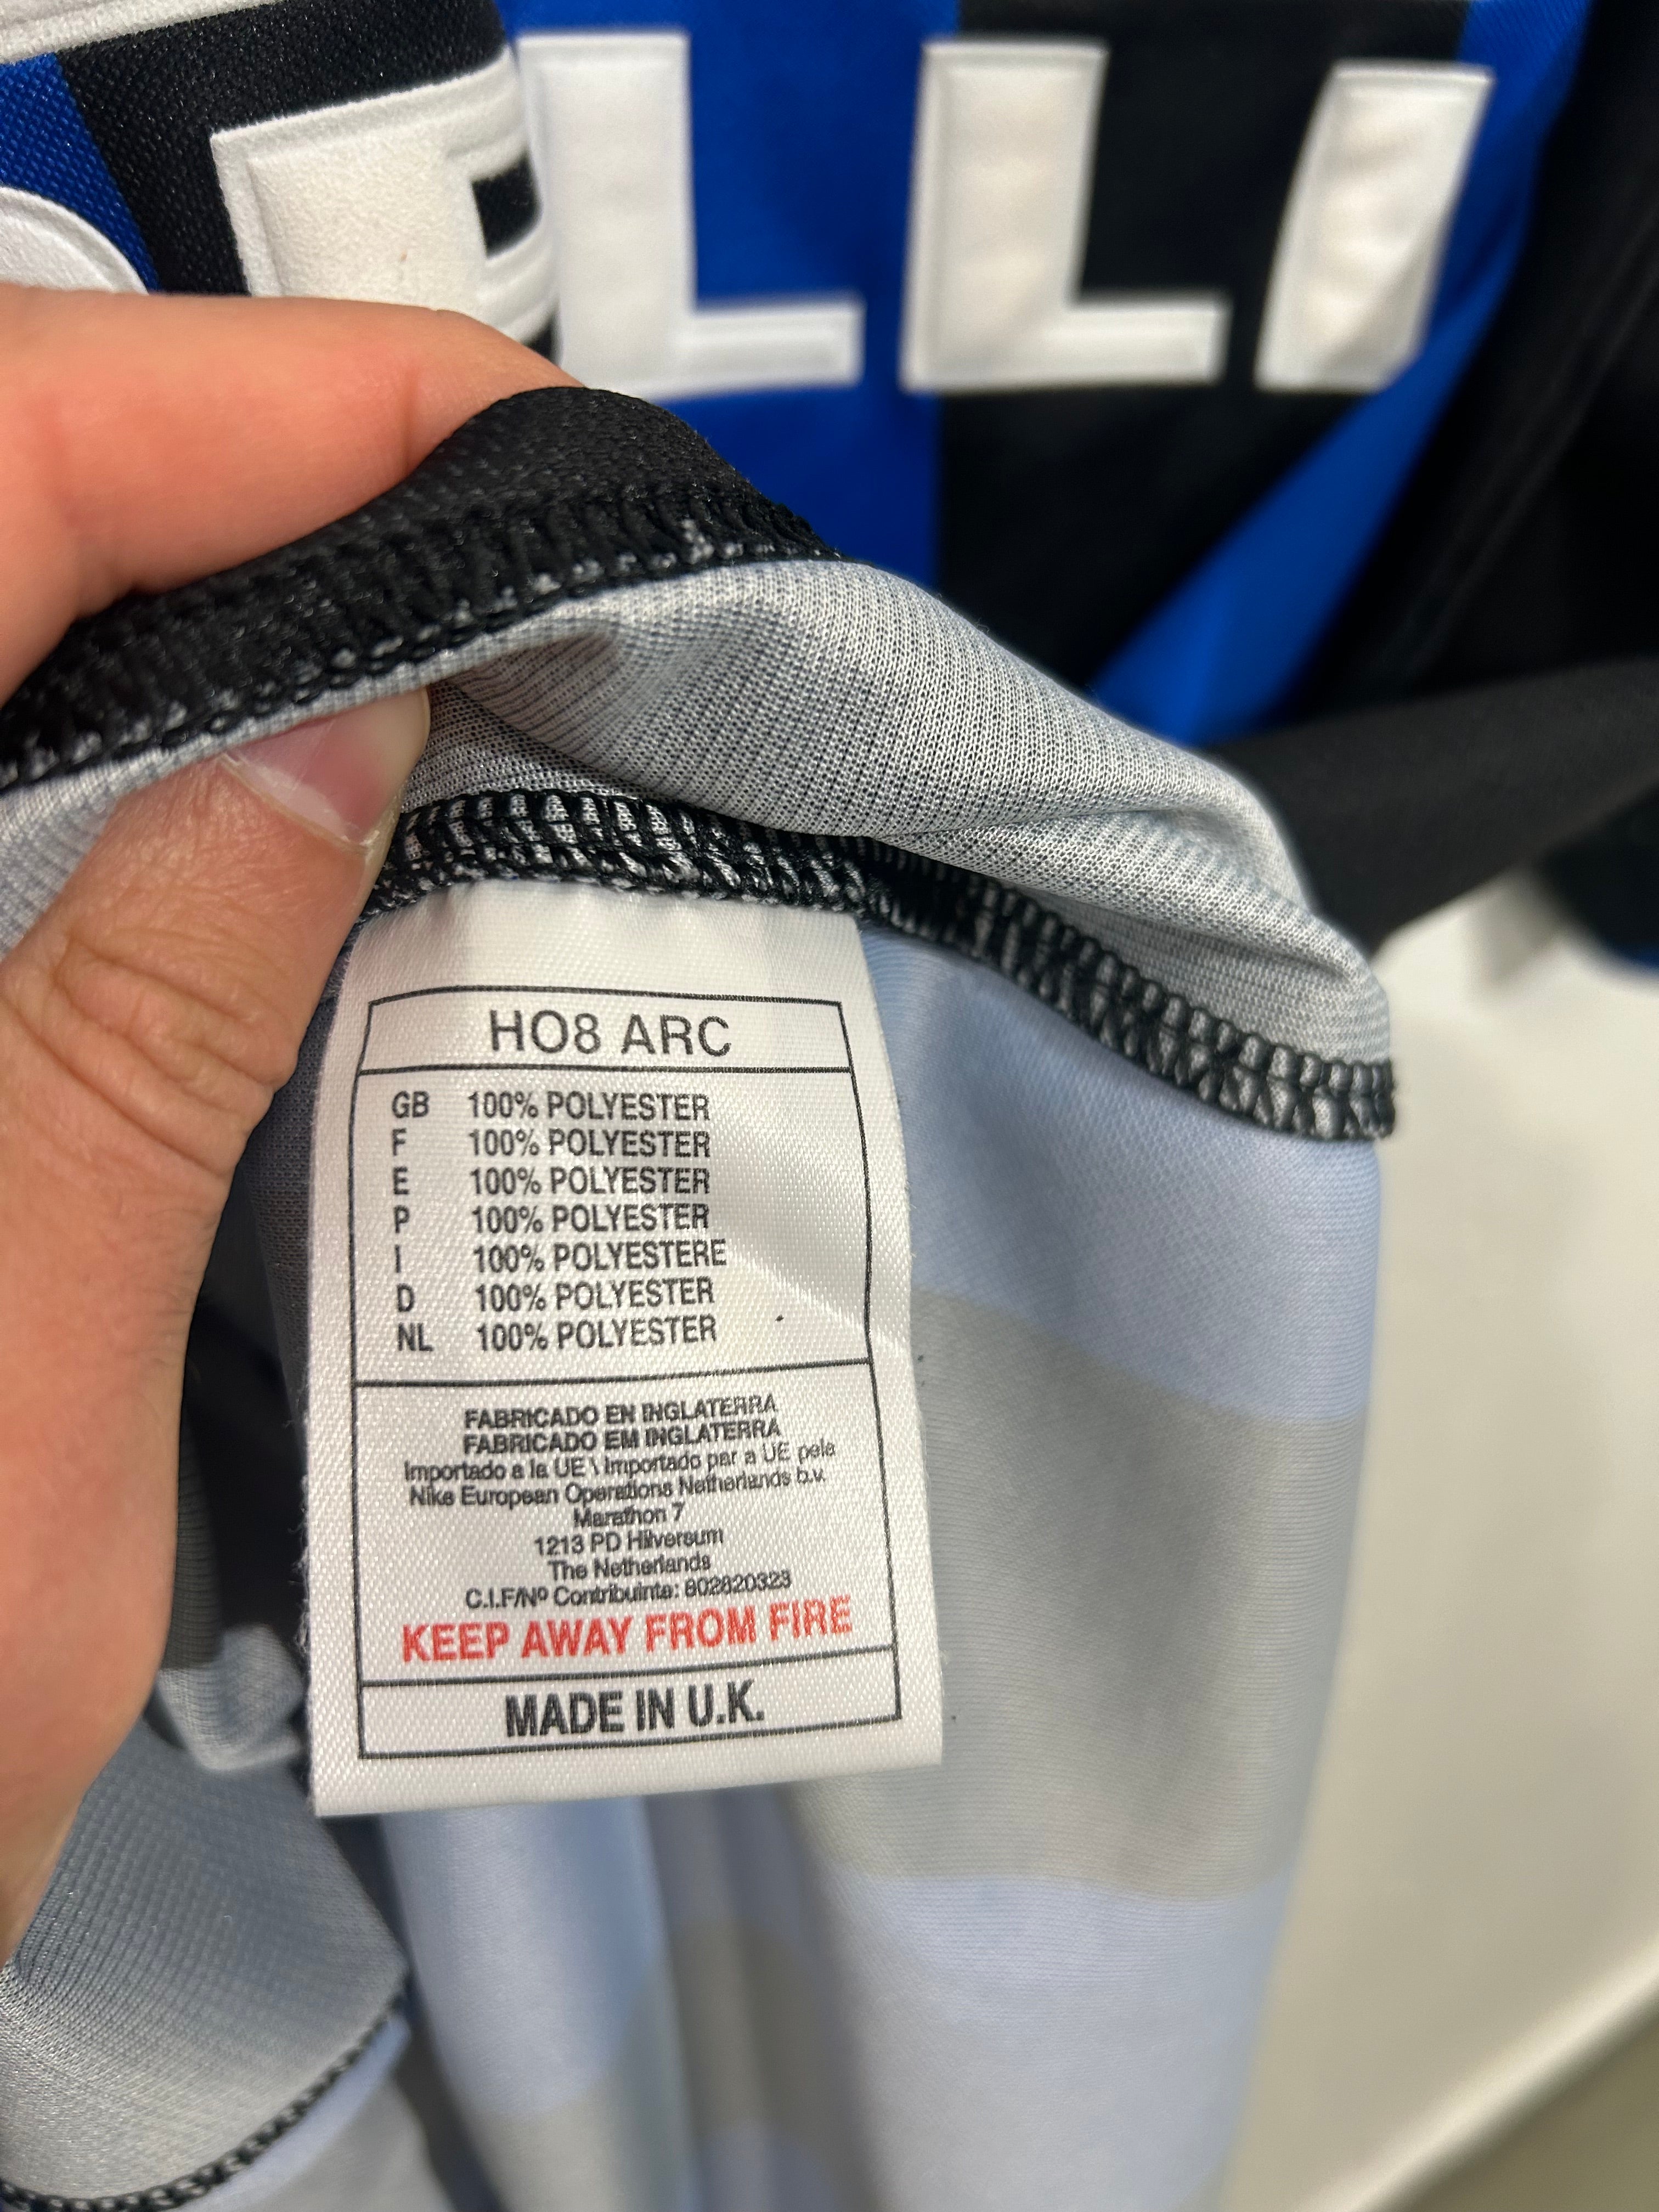 ELLI
HO8 ARC
GB 100% POLYESTER
F 100% POLYESTER
E 100% POLYESTER
P 100% POLYESTER
I 100% POLYESTERE
D 100% POLYESTER
NL 100% POLYESTER
FABRICADO EN INGLATERRA
FABRICADO EM INGLATERRA
Importado a la UE \ Importado par a UE pela
Nike European Operations Netherlands b.v.
Marathon 7
1213 PD Hilversum
The Netherlands
C.I.F/Nº Contribuinte: 802820323
KEEP AWAY FROM FIRE
MADE IN U.K.